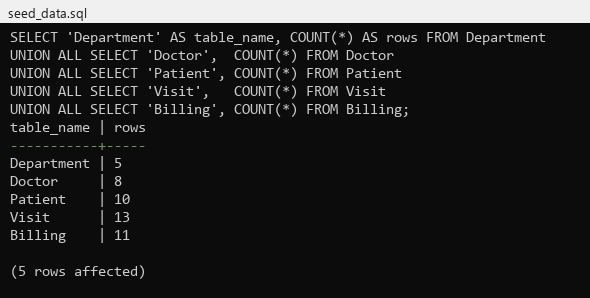 seed_data.sql
SELECT 'Department' AS table_name, COUNT(*) AS rows FROM Department
UNION ALL SELECT 'Doctor',  COUNT(*) FROM Doctor
UNION ALL SELECT 'Patient', COUNT(*) FROM Patient
UNION ALL SELECT 'Visit',   COUNT(*) FROM Visit
UNION ALL SELECT 'Billing', COUNT(*) FROM Billing;
table_name | rows
-----------+-----
Department | 5
Doctor     | 8
Patient    | 10
Visit      | 13
Billing    | 11
(5 rows affected)